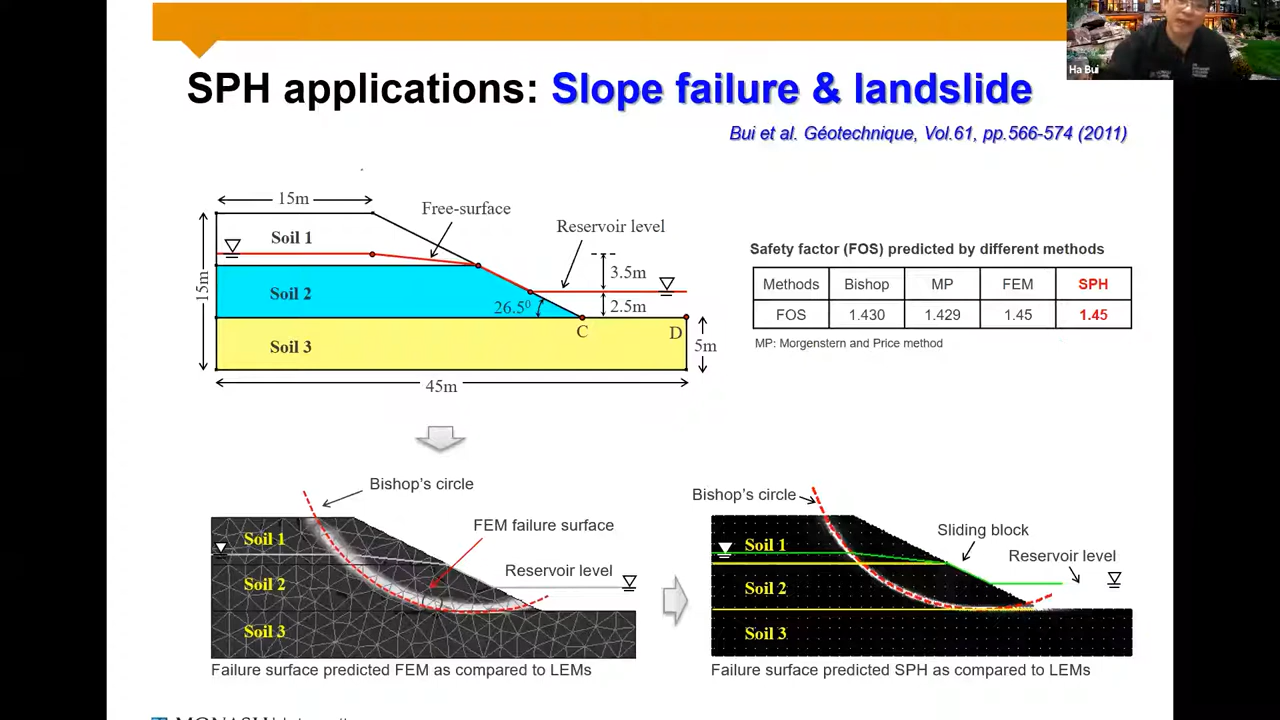 Ha Bui
SPH applications: Slope failure & landslide
Bui et al. Géotechnique, Vol.61, pp.566-574 (2011)
15m
Free-surface
Reservoir level
Soil 1
15m
3.5m
Soil 2
26.5⁰
2.5m
C
D
5m
Soil 3
45m
Safety factor (FOS) predicted by different methods
Methods Bishop MP FEM SPH
FOS 1.430 1.429 1.45 1.45
MP: Morgenstern and Price method
Bishop's circle
FEM failure surface
Soil 1
Reservoir level
Soil 2
Soil 3
Failure surface predicted FEM as compared to LEMs
Bishop's circle
Sliding block
Soil 1
Reservoir level
Soil 2
Soil 3
Failure surface predicted SPH as compared to LEMs
MONASH